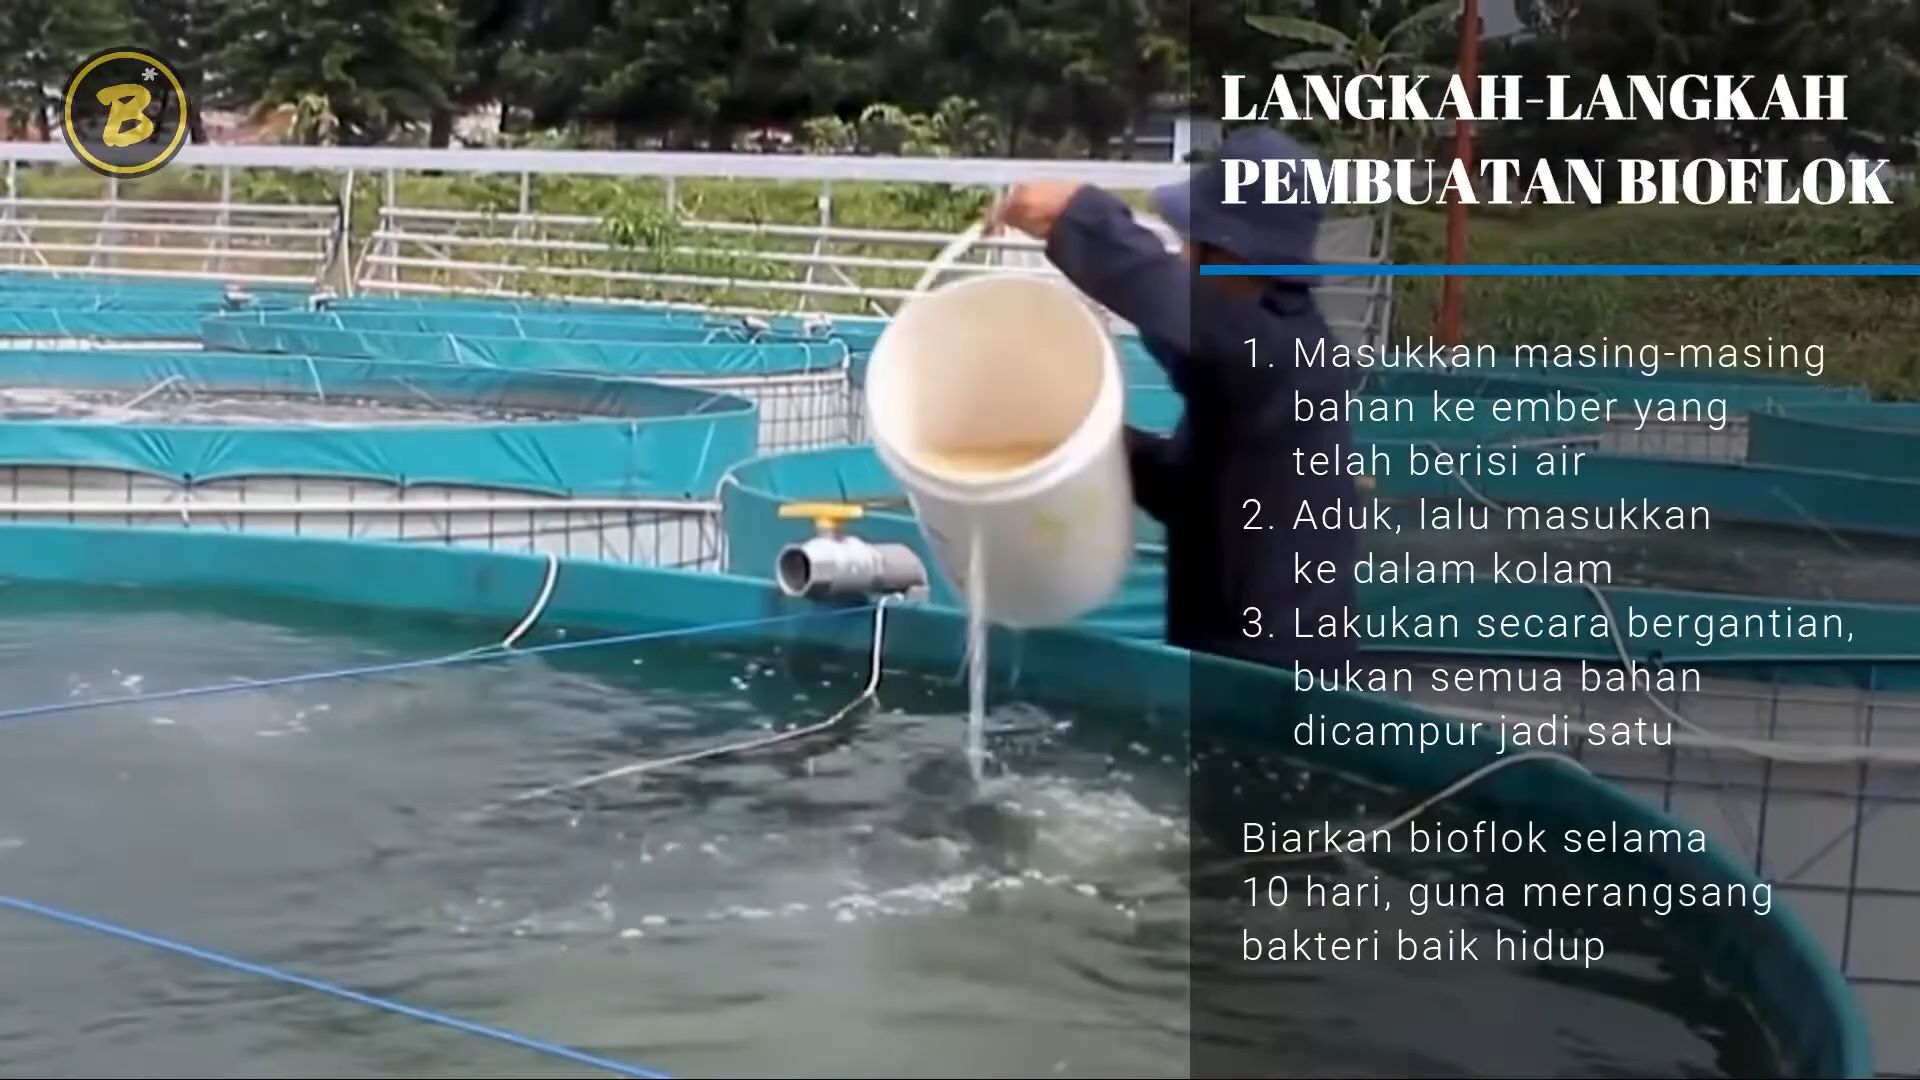 B
LANGKAH-LANGKAH
PEMBUATAN BIOFLOK
1. Masukkan masing-masing
bahan ke ember yang
telah berisi air
2. Aduk, lalu masukkan
ke dalam kolam
3. Lakukan secara bergantian,
bukan semua bahan
dicampur jadi satu
Biarkan bioflok selama
10 hari, guna merangsang
bakteri baik hidup